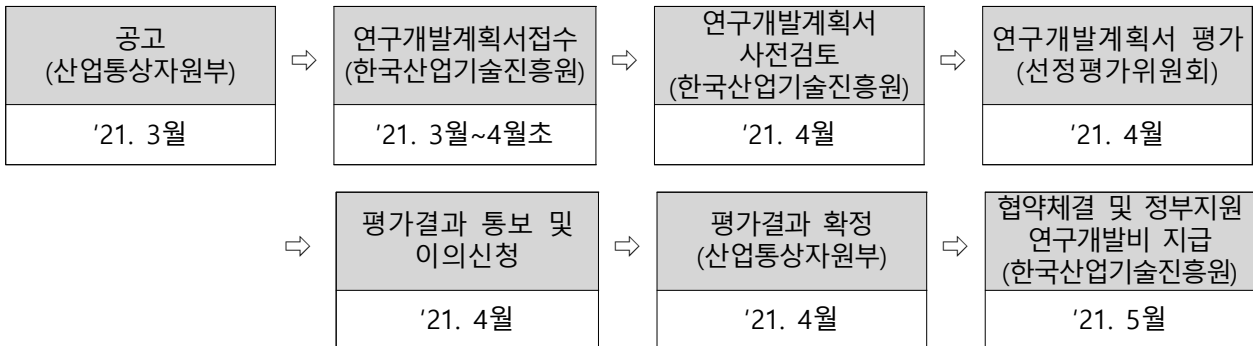 공고
(산업통상자원부)
'21. 3월
⇨
연구개발계획서접수
(한국산업기술진흥원)
'21. 3월~4월초
⇨
연구개발계획서
사전검토
(한국산업기술진흥원)
'21. 4월
⇨
연구개발계획서 평가
(선정평가위원회)
'21. 4월
⇨
평가결과 통보 및
이의신청
'21. 4월
⇨
평가결과 확정
(산업통상자원부)
'21. 4월
⇨
협약체결 및 정부지원
연구개발비 지급
(한국산업기술진흥원)
'21. 5월